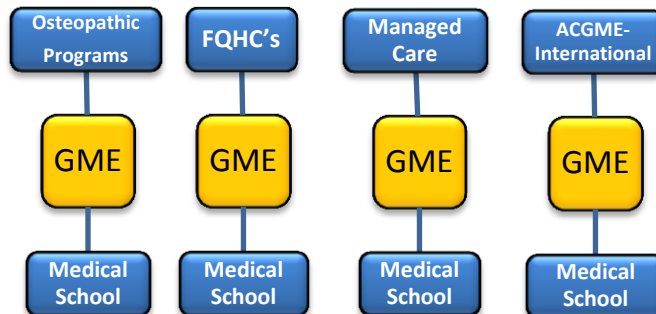 Osteopathic
Programs
FQHC's
Managed
Care
ACGME-
International
GME
GME
GME
GME
Medical
School
Medical
School
Medical
School
Medical
School